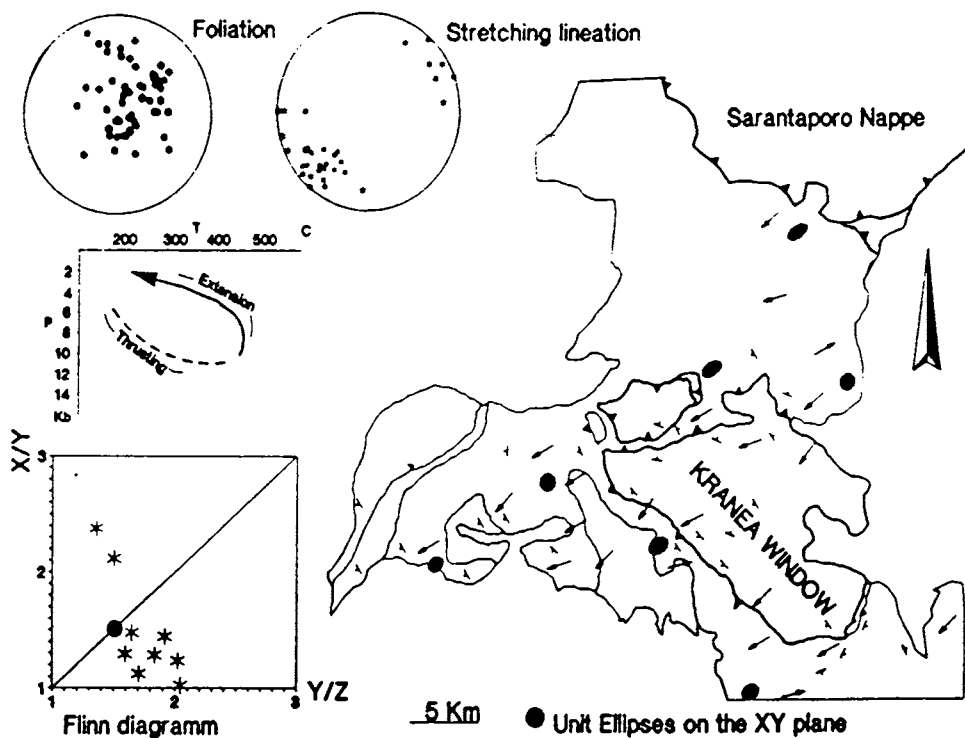 Foliation
Stretching lineation
Sarantaporo Nappe
T
C
200 300 400 500
2
4
6
P
8
10
12
14
Kb
Extension
Thrusting
KRANEA WINDOW
X/Y
3
2
1
1 2 3
Y/Z
Flinn diagramm
5 Km
Unit Ellipses on the XY plane